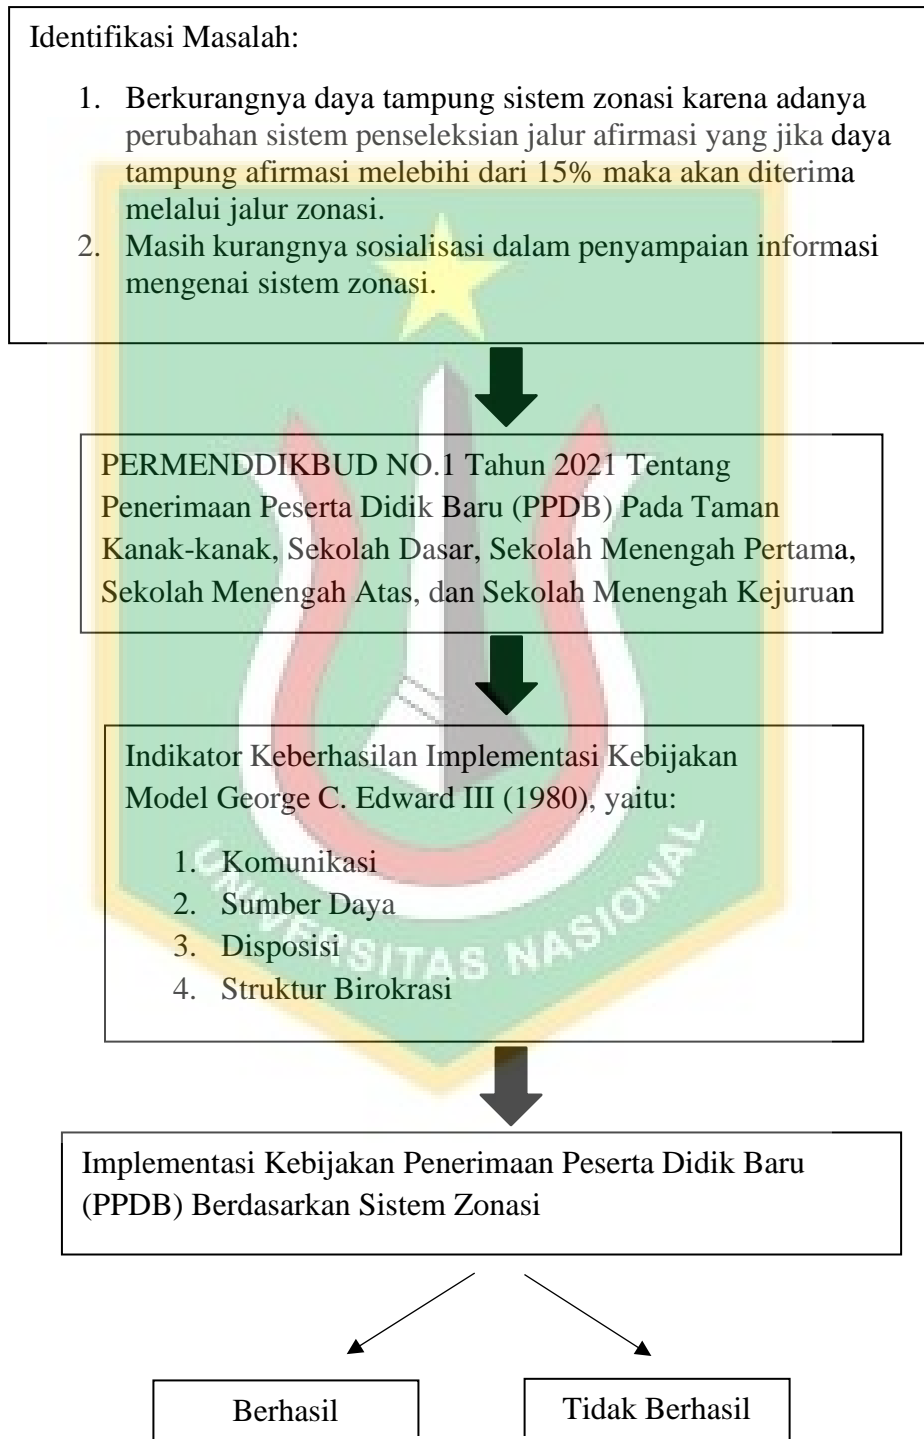 Identifikasi Masalah:
1. Berkurangnya daya tampung sistem zonasi karena adanya
perubahan sistem penseleksian jalur afirmasi yang jika daya
tampung afirmasi melebihi dari 15% maka akan diterima
melalui jalur zonasi.
2. Masih kurangnya sosialisasi dalam penyampaian informasi
mengenai sistem zonasi.
PERMENDDIKBUD NO.1 Tahun 2021 Tentang
Penerimaan Peserta Didik Baru (PPDB) Pada Taman
Kanak-kanak, Sekolah Dasar, Sekolah Menengah Pertama,
Sekolah Menengah Atas, dan Sekolah Menengah Kejuruan
Indikator Keberhasilan Implementasi Kebijakan
Model George C. Edward III (1980), yaitu:
1. Komunikasi
2. Sumber Daya
3. Disposisi
4. Struktur Birokrasi
UNIVERSITAS NASIONAL
Implementasi Kebijakan Penerimaan Peserta Didik Baru
(PPDB) Berdasarkan Sistem Zonasi
Berhasil
Tidak Berhasil